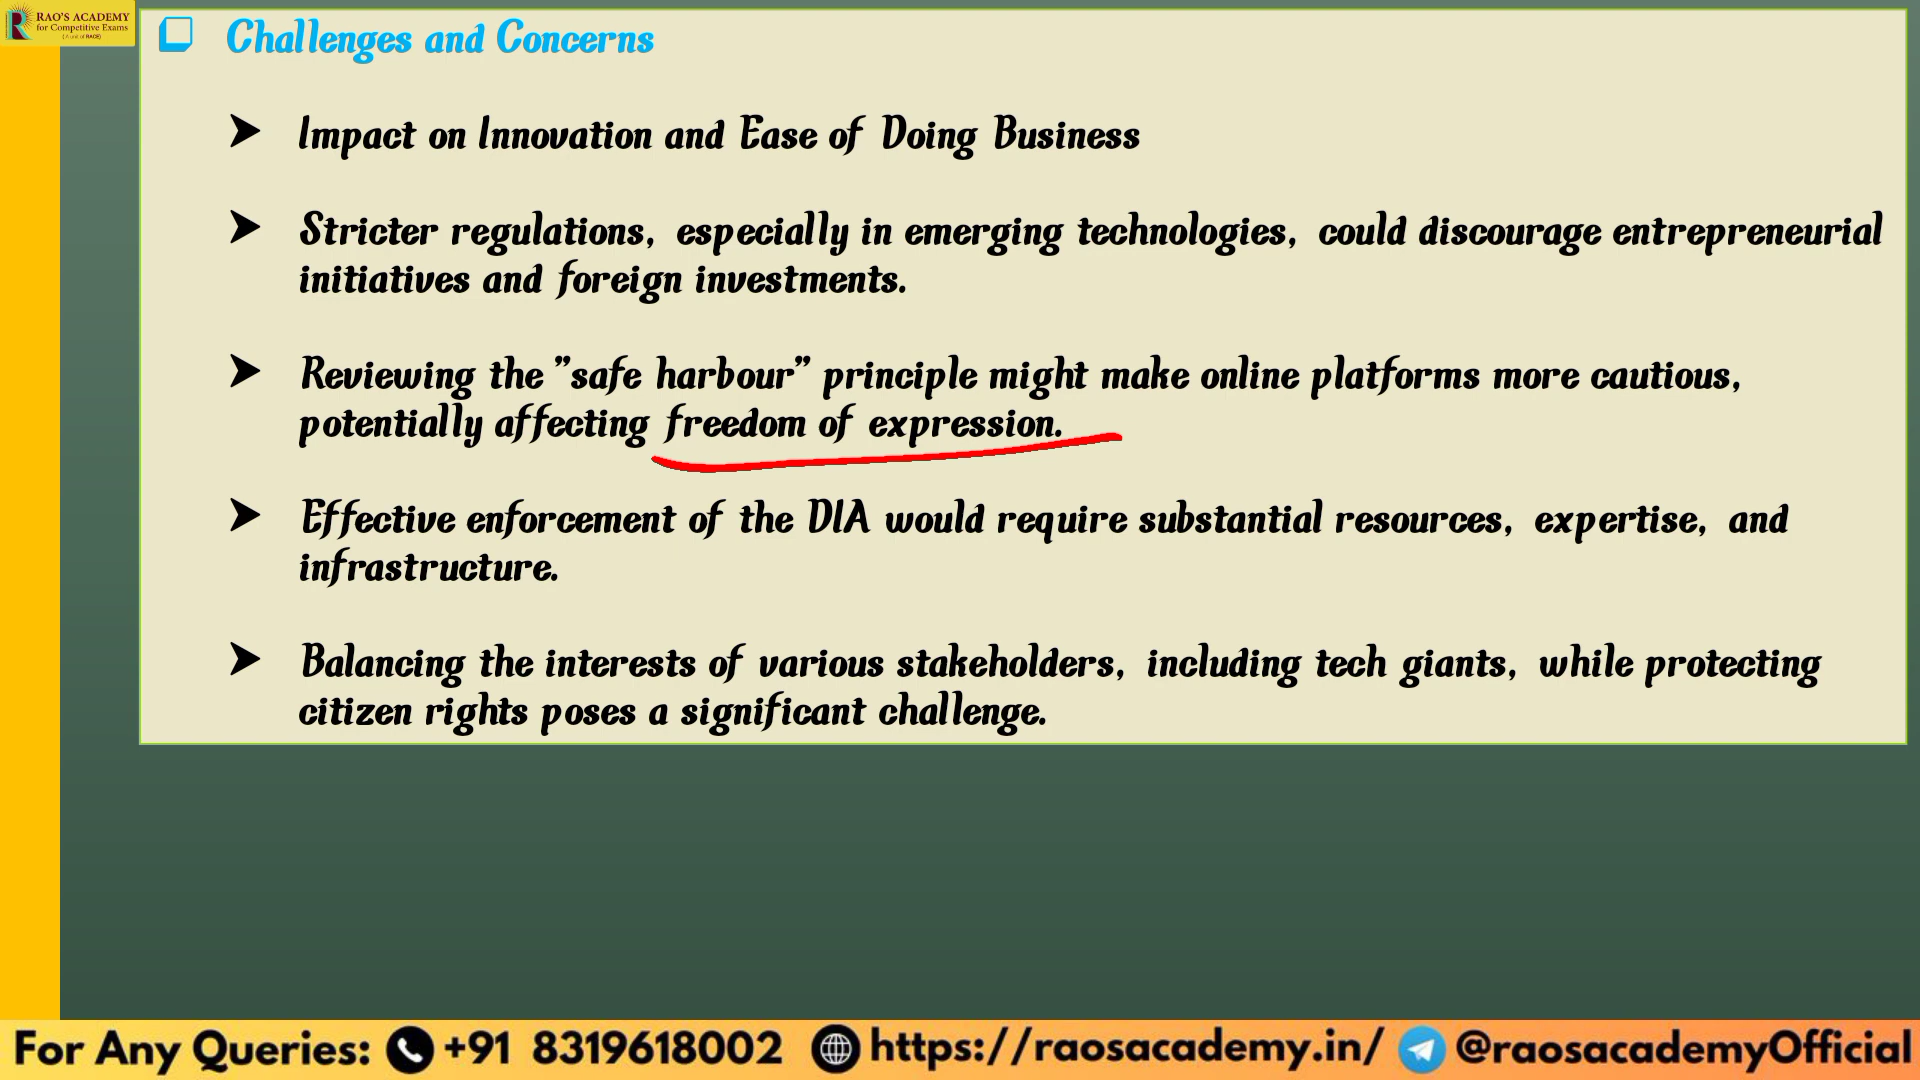 RAO'S ACADEMY
for Competitive Exams
(A unit of RACE)
Challenges and Concerns
Impact on Innovation and Ease of Doing Business
Stricter regulations, especially in emerging technologies, could discourage entrepreneurial
initiatives and foreign investments.
Reviewing the "safe harbour" principle might make online platforms more cautious,
potentially affecting freedom of expression.
Effective enforcement of the DIA would require substantial resources, expertise, and
infrastructure.
Balancing the interests of various stakeholders, including tech giants, while protecting
citizen rights poses a significant challenge.
For Any Queries: +91 8319618002 https://raosacademy.in/ @raosacademyOfficial